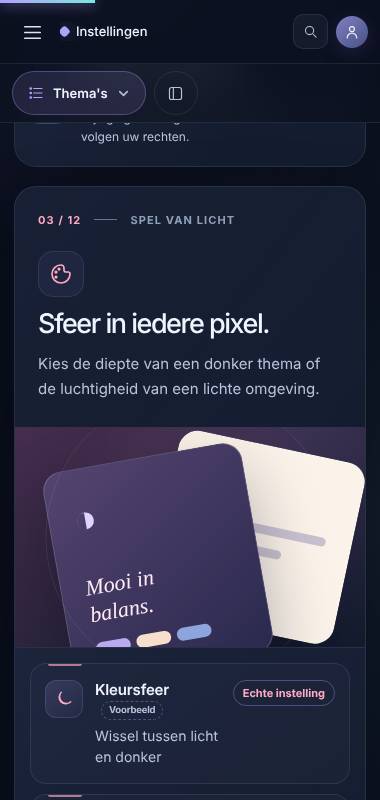 Instellingen
Thema's
volgen uw rechten.
03 / 12
SPEL VAN LICHT
Sfeer in iedere pixel.
Kies de diepte van een donker thema of
de luchtigheid van een lichte omgeving.
Mooi in
balans.
Kleursfeer
Echte instelling
Voorbeeld
Wissel tussen licht
en donker